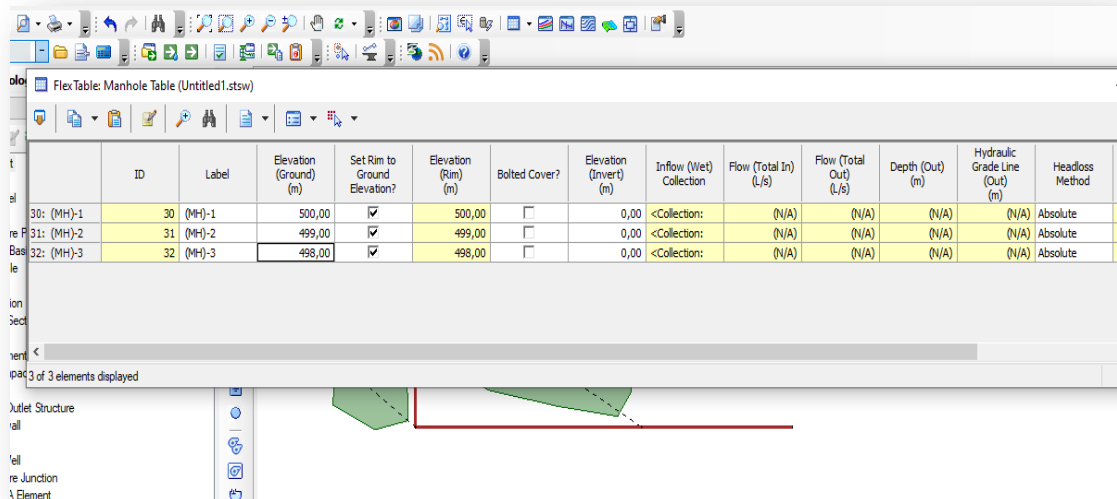 FlexTable: Manhole Table (Untitled1.stsw)
ID Label Elevation (Ground) (m) Set Rim to Ground Elevation? Elevation (Rim) (m) Bolted Cover? Elevation (Invert) (m) Inflow (Wet) Collection Flow (Total In) (L/s) Flow (Total Out) (L/s) Depth (Out) (m) Hydraulic Grade Line (Out) (m) Headloss Method
30: (MH)-1 30 (MH)-1 500,00 500,00 0,00 <Collection: (N/A) (N/A) (N/A) (N/A) Absolute
31: (MH)-2 31 (MH)-2 499,00 499,00 0,00 <Collection: (N/A) (N/A) (N/A) (N/A) Absolute
32: (MH)-3 32 (MH)-3 498,00 498,00 0,00 <Collection: (N/A) (N/A) (N/A) (N/A) Absolute
3 of 3 elements displayed
Outlet Structure
re Junction
A Element